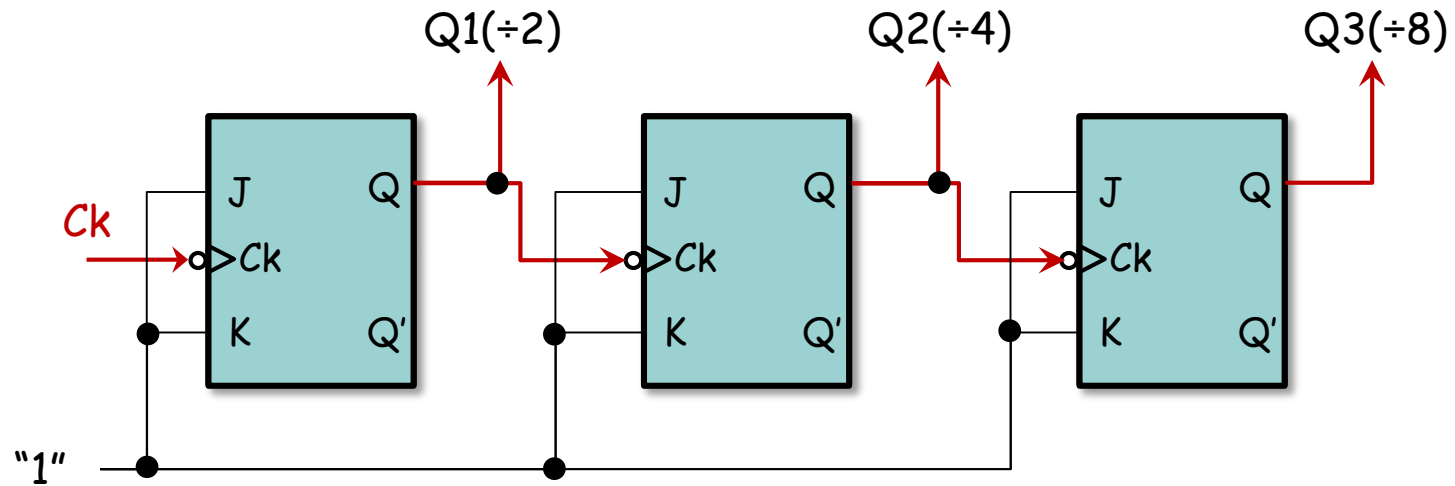 Q1(÷2) Q2(÷4) Q3(÷8)
J Q J Q J Q
Ck Ck Ck Ck
K Q' K Q' K Q'
"1"